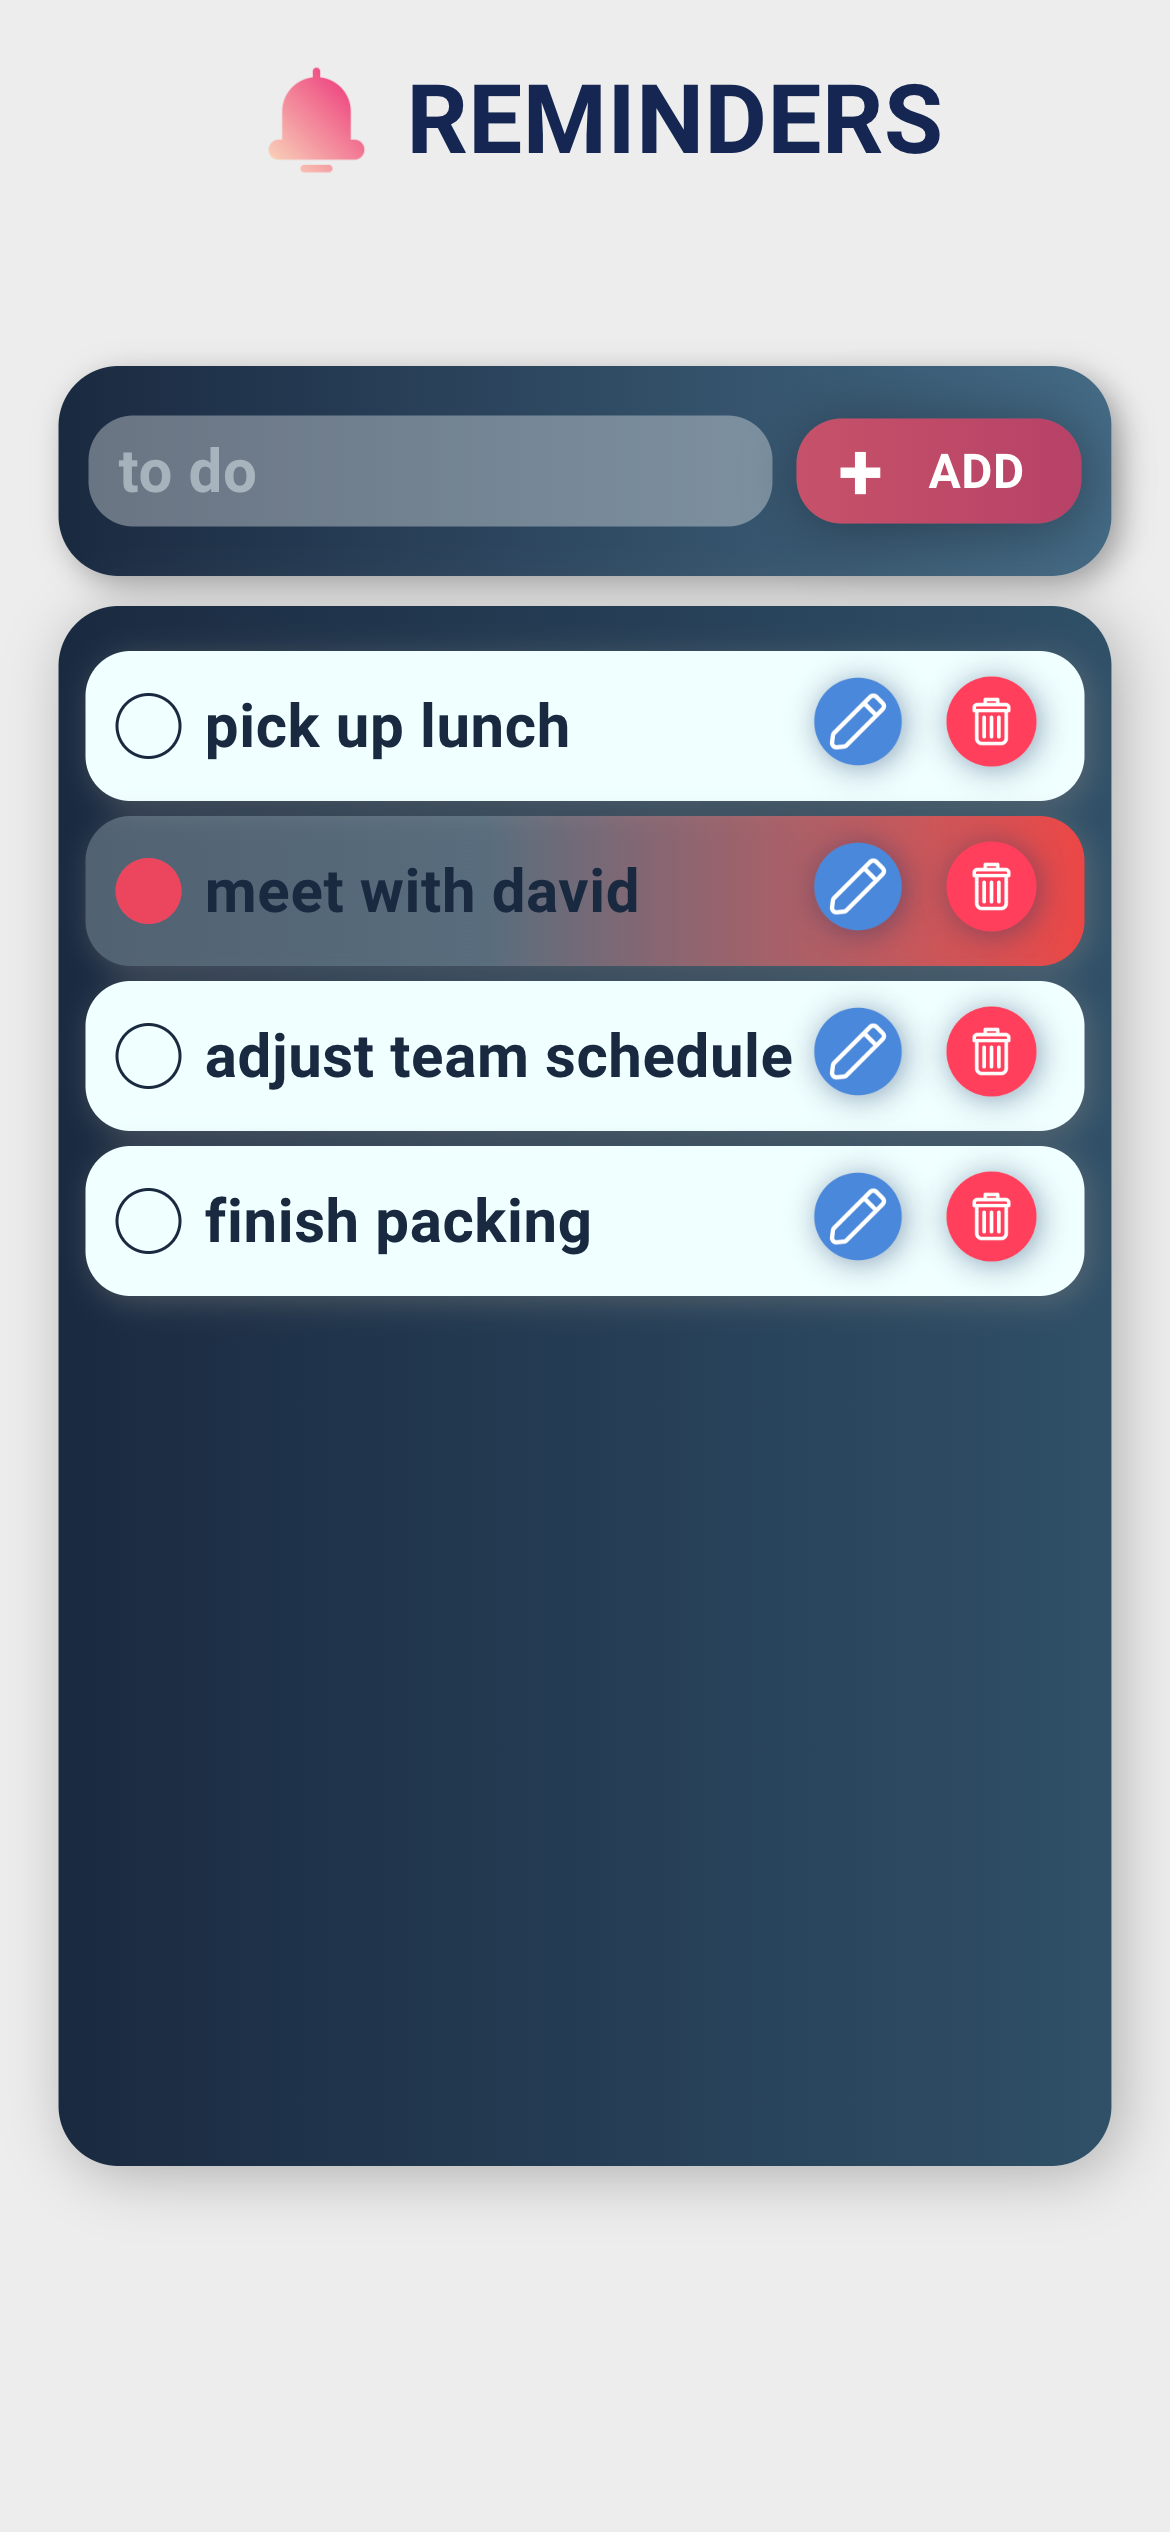 REMINDERS
to do
ADD
pick up lunch
meet with david
adjust team schedule
finish packing